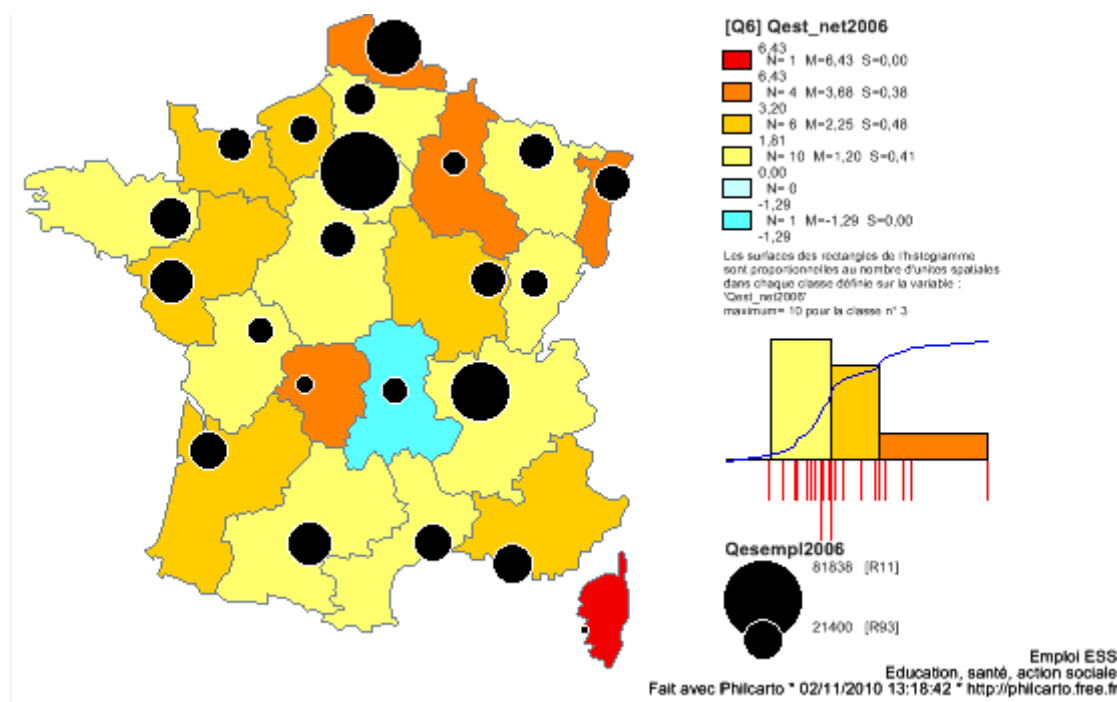 [Q6] Qest_net2006
6,43
N= 1 M=6,43 S=0,00
6,43
N= 4 M=3,68 S=0,38
3,20
N= 6 M=2,25 S=0,48
1,81
N= 10 M=1,20 S=0,41
0,00
N= 0
-1,29
N= 1 M=-1,29 S=0,00
-1,29
Les surfaces des rectangles de l'histogramme
sont proportionnelles au nombre d'unites spatiales
dans chaque classe définie sur la variable :
'Qest_net2006'
maximum= 10 pour la classe n° 3
Qesempl2006
81838 [R11]
21400 [R93]
Emploi ESS
Education, santé, action sociale
Fait avec Philcarto * 02/11/2010 13:18:42 * http://philcarto.free.fr